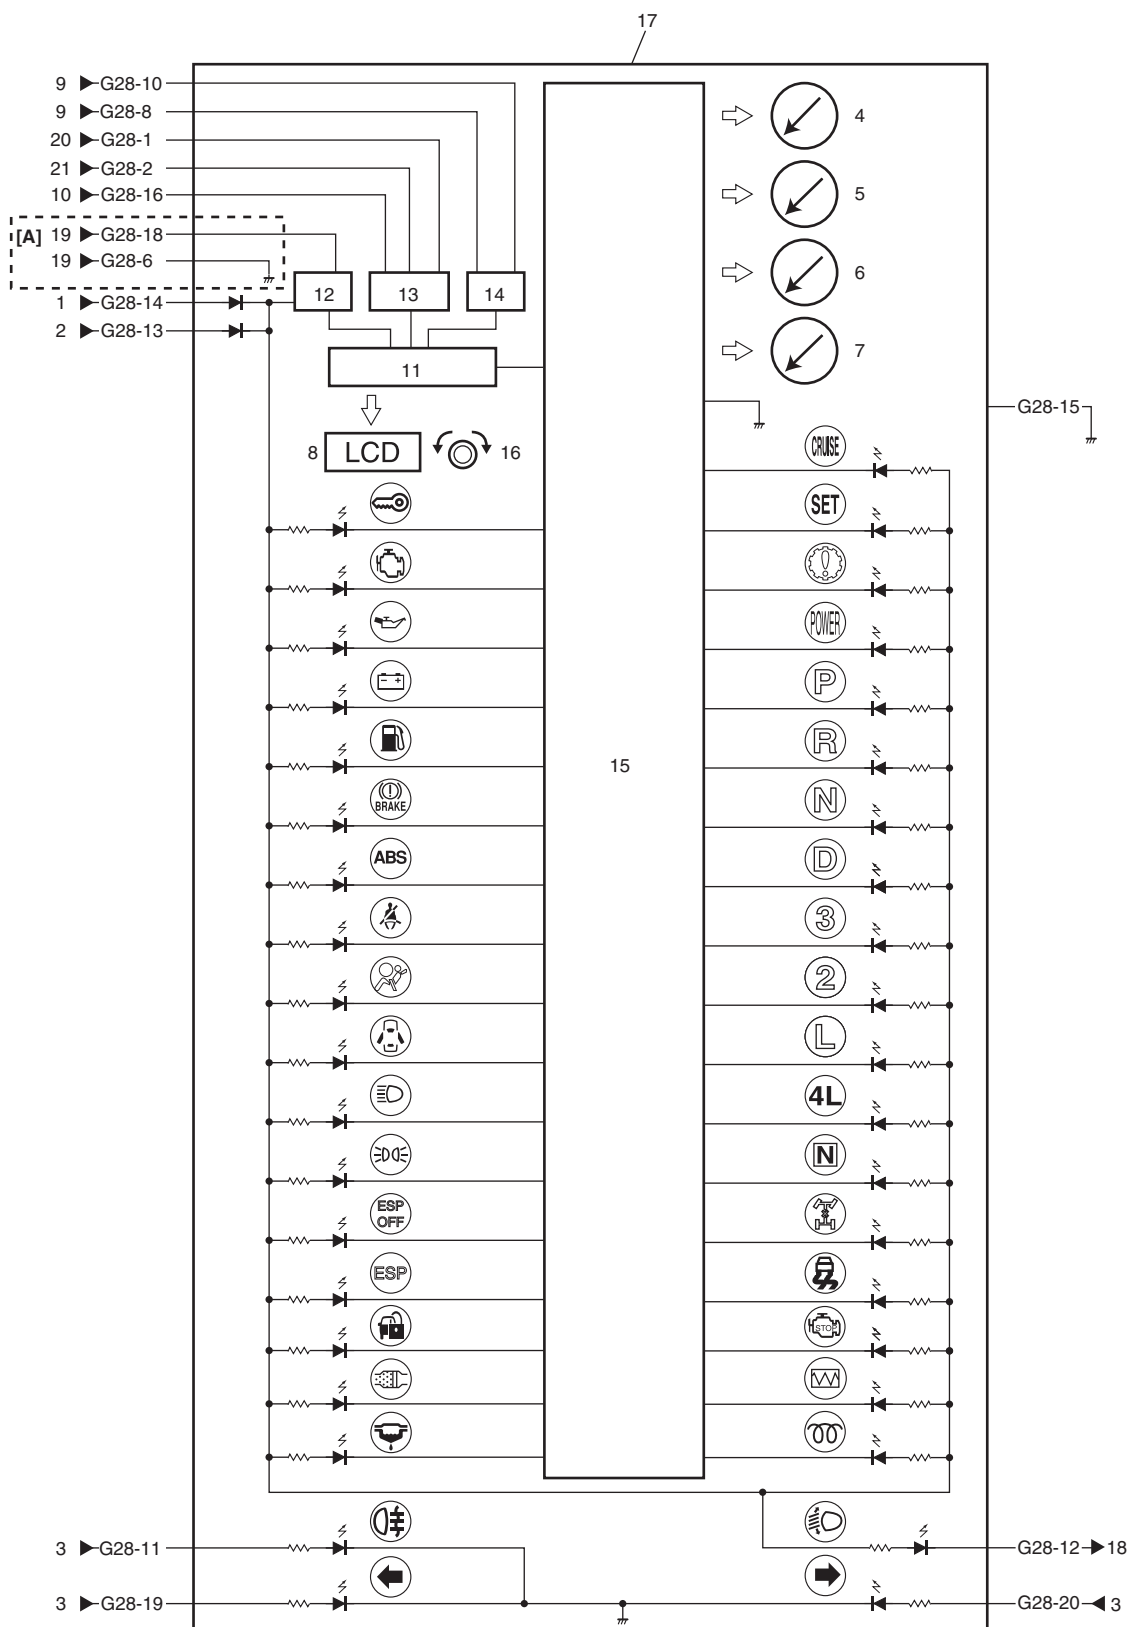 17
9 G28-10
9 G28-8
20 G28-1
21 G28-2
10 G28-16
[A] 19 G28-18
19 G28-6
1 G28-14
2 G28-13
12
13
14
11
4
5
6
7
G28-15
8 LCD 16
CRUISE
SET
POWER
P
15
R
BRAKE
N
ABS
D
3
2
L
4L
N
ESP
OFF
ESP
STOP
3 G28-11
G28-12 18
3 G28-19
G28-20 3